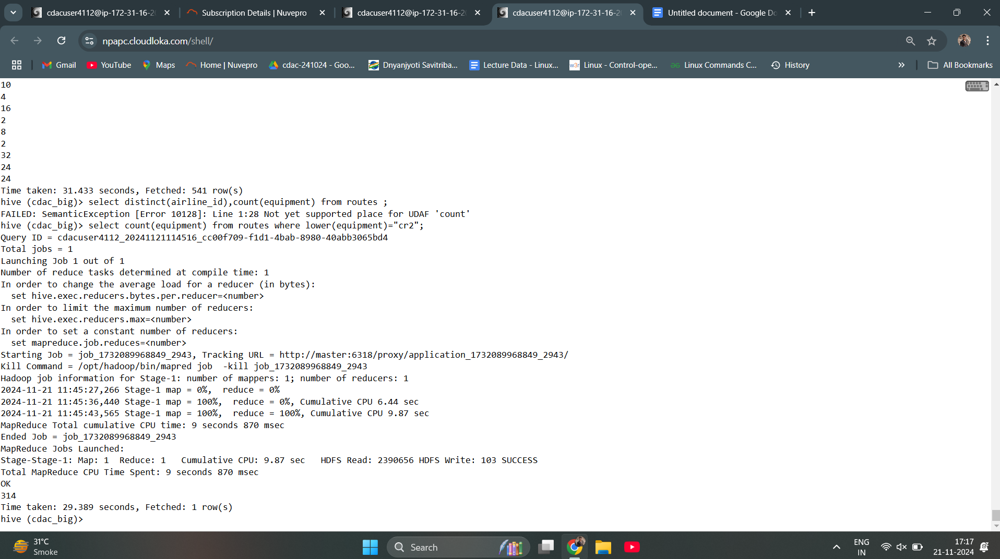 cdacuser4112@ip-172-31-16-2
Subscription Details | Nuvepro
cdacuser4112@ip-172-31-16-2
cdacuser4112@ip-172-31-16-2
Untitled document - Google Do
npapc.cloudloka.com/shell/
Gmail
YouTube
Maps
Home | Nuvepro
cdac-241024 - Goo...
Dnyanjyoti Savitriba...
Lecture Data - Linux...
w3r
Linux - Control-ope...
Linux Commands C...
History
All Bookmarks
10
4
16
2
8
2
32
24
24
Time taken: 31.433 seconds, Fetched: 541 row(s)
hive (cdac_big)> select distinct(airline_id),count(equipment) from routes ;
FAILED: SemanticException [Error 10128]: Line 1:28 Not yet supported place for UDAF 'count'
hive (cdac_big)> select count(equipment) from routes where lower(equipment)="cr2";
Query ID = cdacuser4112_20241121114516_cc00f709-f1d1-4bab-8980-40abb3065bd4
Total jobs = 1
Launching Job 1 out of 1
Number of reduce tasks determined at compile time: 1
In order to change the average load for a reducer (in bytes):
  set hive.exec.reducers.bytes.per.reducer=<number>
In order to limit the maximum number of reducers:
  set hive.exec.reducers.max=<number>
In order to set a constant number of reducers:
  set mapreduce.job.reduces=<number>
Starting Job = job_1732089968849_2943, Tracking URL = http://master:6318/proxy/application_1732089968849_2943/
Kill Command = /opt/hadoop/bin/mapred job  -kill job_1732089968849_2943
Hadoop job information for Stage-1: number of mappers: 1; number of reducers: 1
2024-11-21 11:45:27,266 Stage-1 map = 0%,  reduce = 0%
2024-11-21 11:45:36,440 Stage-1 map = 100%,  reduce = 0%, Cumulative CPU 6.44 sec
2024-11-21 11:45:43,565 Stage-1 map = 100%,  reduce = 100%, Cumulative CPU 9.87 sec
MapReduce Total cumulative CPU time: 9 seconds 870 msec
Ended Job = job_1732089968849_2943
MapReduce Jobs Launched:
Stage-Stage-1: Map: 1  Reduce: 1   Cumulative CPU: 9.87 sec   HDFS Read: 2390656 HDFS Write: 103 SUCCESS
Total MapReduce CPU Time Spent: 9 seconds 870 msec
OK
314
Time taken: 29.389 seconds, Fetched: 1 row(s)
hive (cdac_big)>
31°C
Smoke
Search
ENG
IN
17:17
21-11-2024